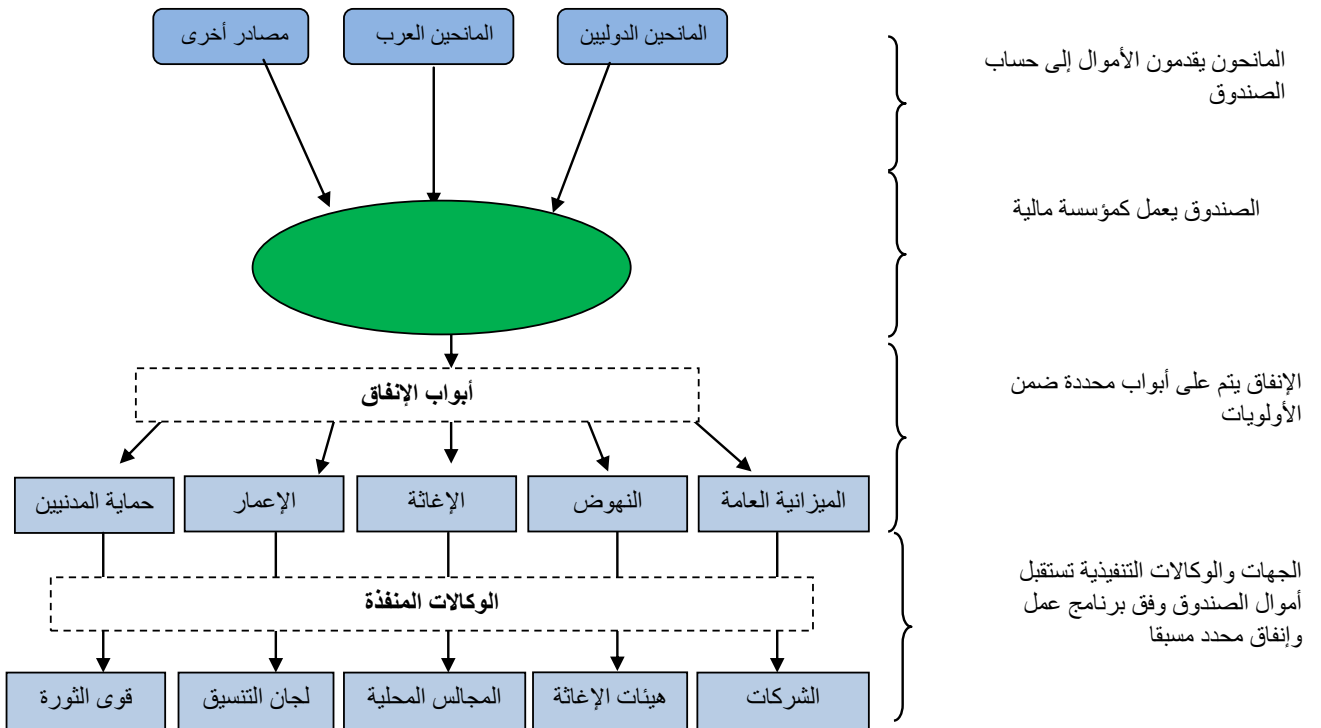 المانحين الدوليين
المانحين العرب
مصادر أخرى
المانحون يقدمون الأموال إلى حساب
الصندوق
الصندوق يعمل كمؤسسة مالية
أبواب الإنفاق
الإنفاق يتم على أبواب محددة ضمن
الأولويات
الميزانية العامة
النهوض
الإغاثة
الإعمار
حماية المدنيين
الوكالات المنفذة
الجهات والوكالات التنفيذية تستقبل
أموال الصندوق وفق برنامج عمل
وإنفاق محدد مسبقا
الشركات
هيئات الإغاثة
المجالس المحلية
لجان التنسيق
قوى الثورة